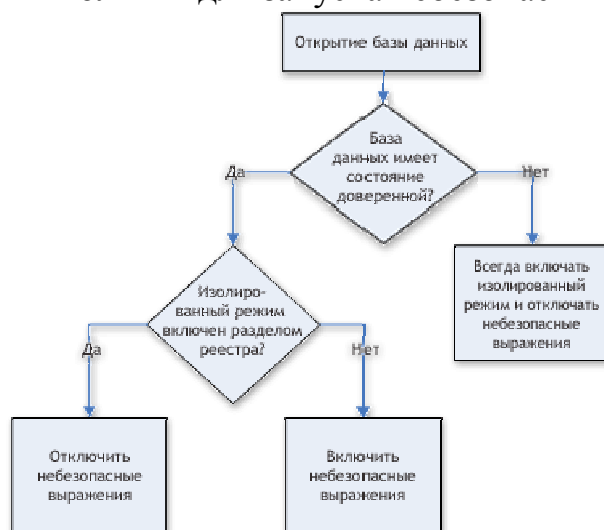 Открытие базы данных
База
данных имеет
состояние
доверенной?
Да
Нет
Всегда включать
изолированный
режим и отключать
небезопасные
выражения
Изолиро-
ванный режим
включен разделом
реестра?
Да
Нет
Отключить
небезопасные
выражения
Включить
небезопасные
выражения